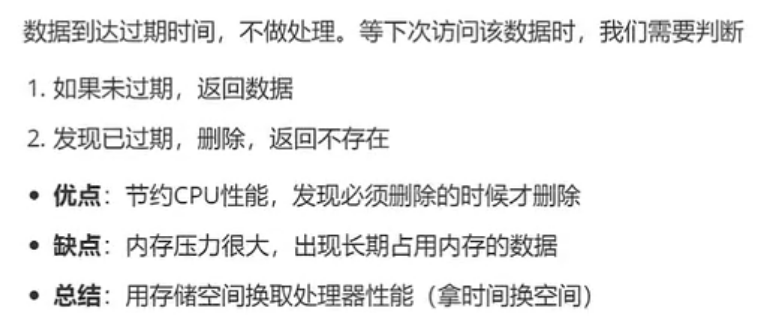 数据到达过期时间，不做处理。等下次访问该数据时，我们需要判断
1. 如果未过期，返回数据
2. 发现已过期，删除，返回不存在
• 优点：节约CPU性能，发现必须删除的时候才删除
• 缺点：内存压力很大，出现长期占用内存的数据
• 总结：用存储空间换取处理器性能（拿时间换空间）